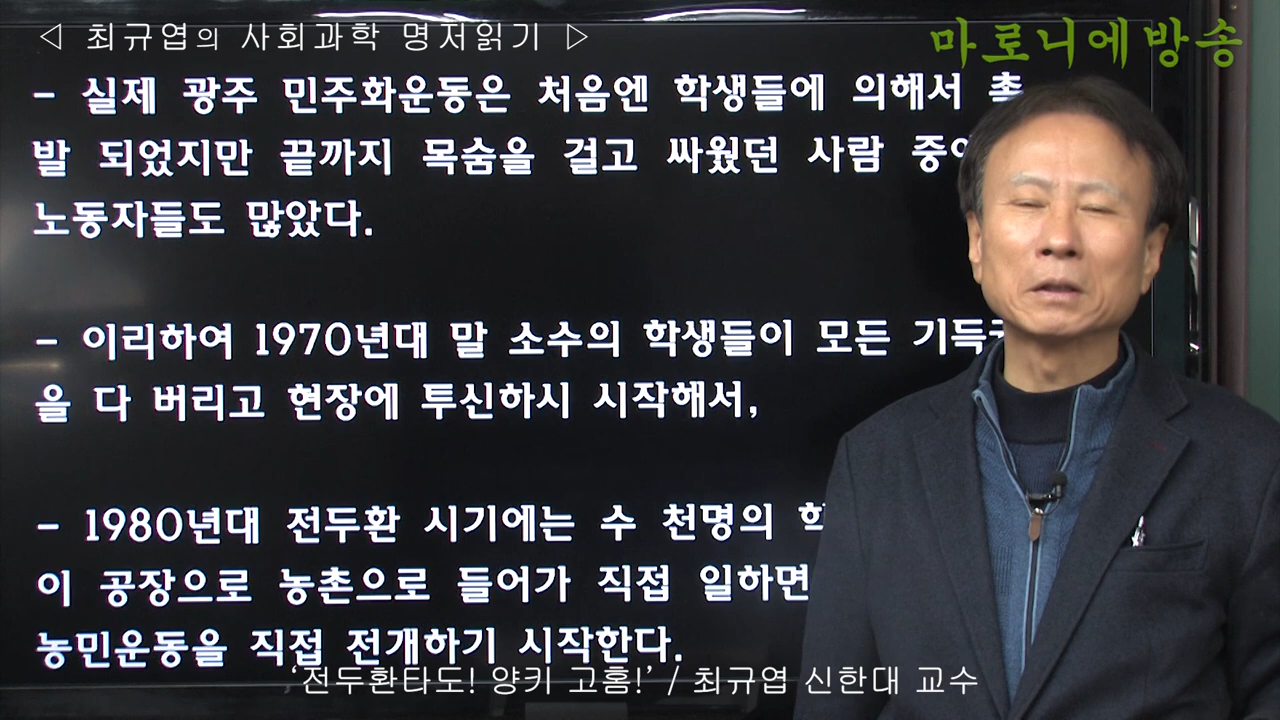 ◁ 최규엽의 사회과학 명저읽기 ▷
마로니에방송
- 실제 광주 민주화운동은 처음엔 학생들에 의해서 촉
발 되었지만 끝까지 목숨을 걸고 싸웠던 사람 중에
노동자들도 많았다.
- 이리하여 1970년대 말 소수의 학생들이 모든 기득권
을 다 버리고 현장에 투신하시 시작해서,
- 1980년대 전두환 시기에는 수 천명의
이 공장으로 농촌으로 들어가 직접 일하면
농민운동을 직접 전개하기 시작한다.
‘전두환타도! 양키 고홈!’ / 최규엽 신한대 교수